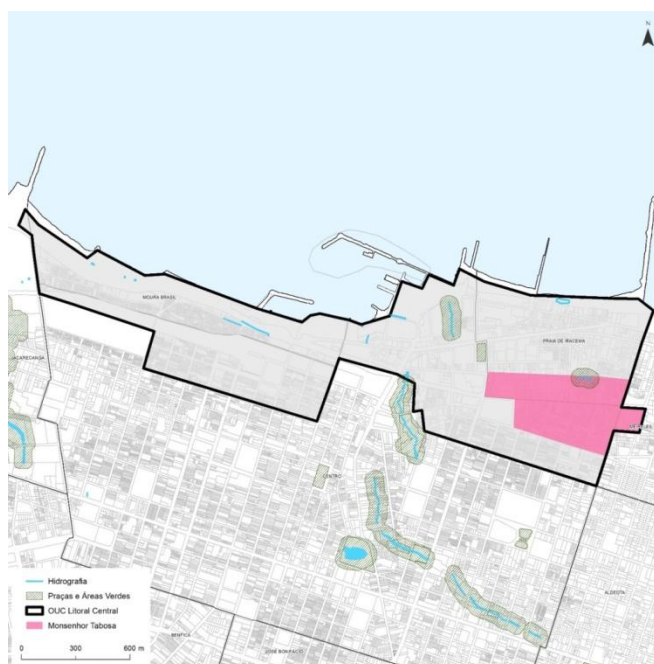 N
MOURA BRASIL
PRAIA DE IRACEMA
JACARECANGA
CENTRO
ALDEOTA
BENFICA
JOSÉ BONIFÁCIO
Hidrografia
Praças e Áreas Verdes
OUC Litoral Central
Monsenhor Tabosa
0 300 600 m